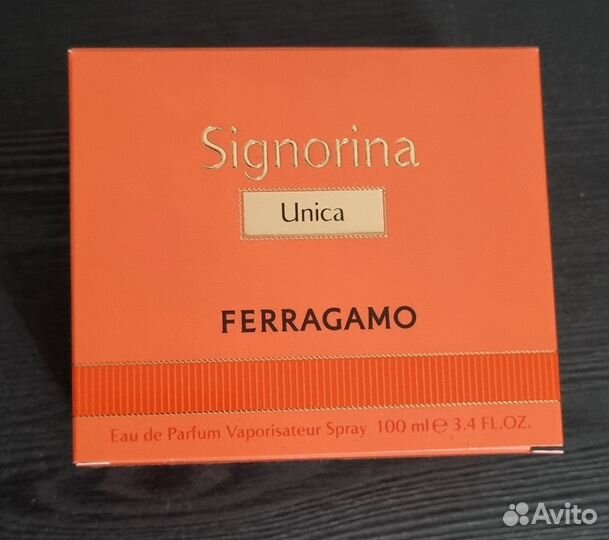 Signorina
Unica
FERRAGAMO
Eau de Parfum Vaporisateur Spray 100 ml ℮ 3.4 FL.OZ.
Avito